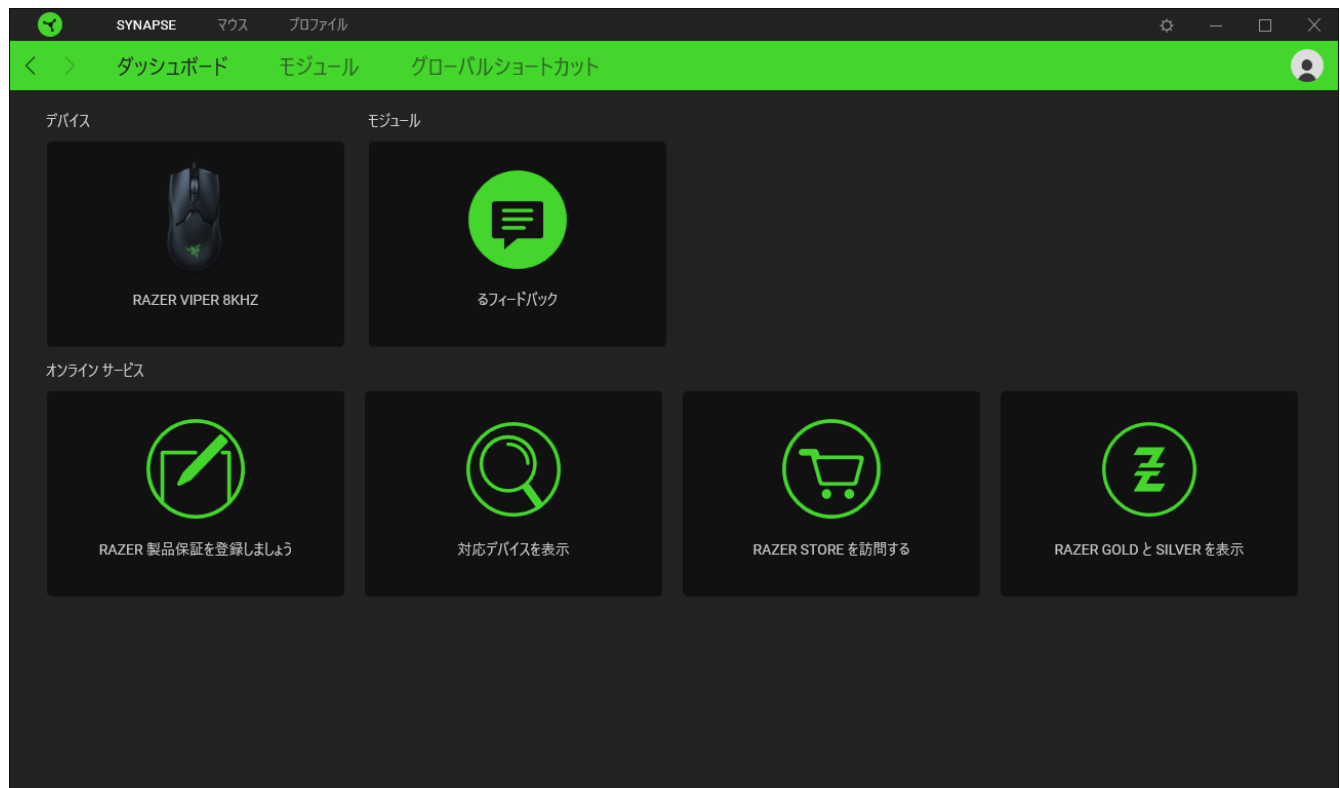 SYNAPSE マウス プロファイル
ダッシュボード モジュール グローバルショートカット
デバイス モジュール
RAZER VIPER 8KHZ るフィードバック
オンライン サービス
RAZER 製品保証を登録しましょう 対応デバイスを表示 RAZER STORE を訪問する RAZER GOLD と SILVER を表示